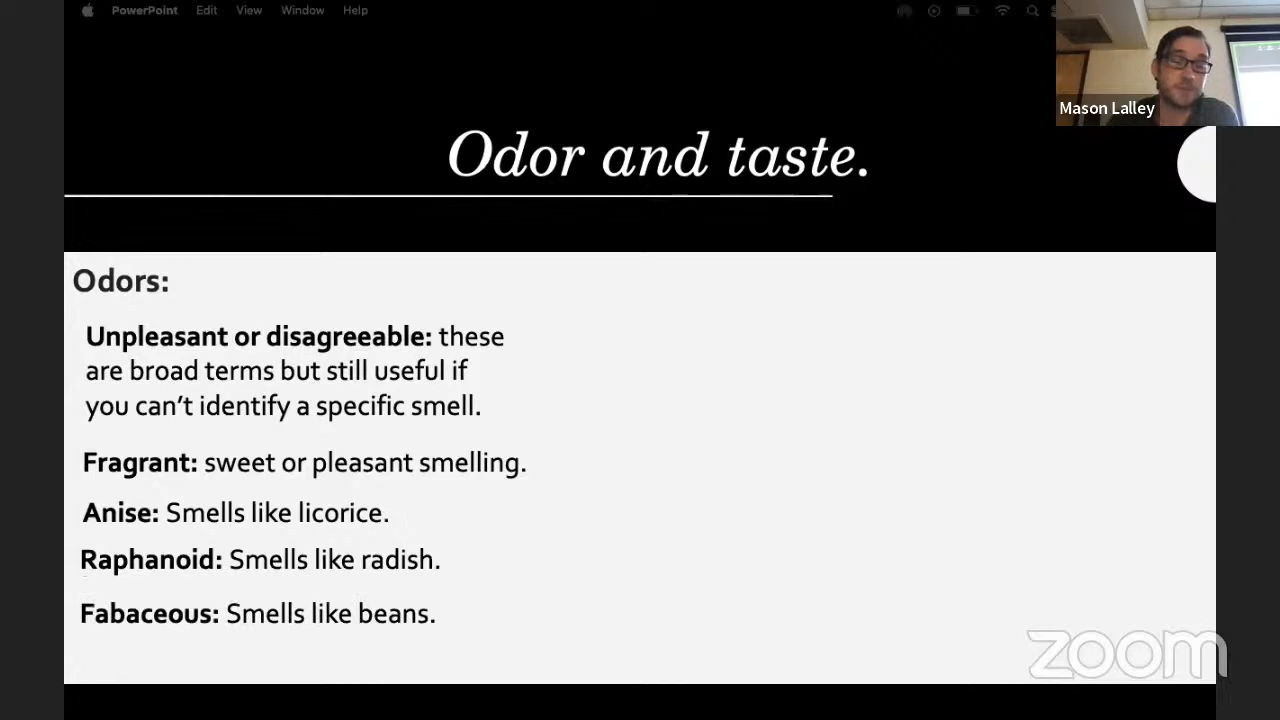 PowerPoint Edit View Window Help
Mason Lalley
Odor and taste.
Odors:
Unpleasant or disagreeable: these
are broad terms but still useful if
you can’t identify a specific smell.
Fragrant: sweet or pleasant smelling.
Anise: Smells like licorice.
Raphanoid: Smells like radish.
Fabaceous: Smells like beans.
zoom